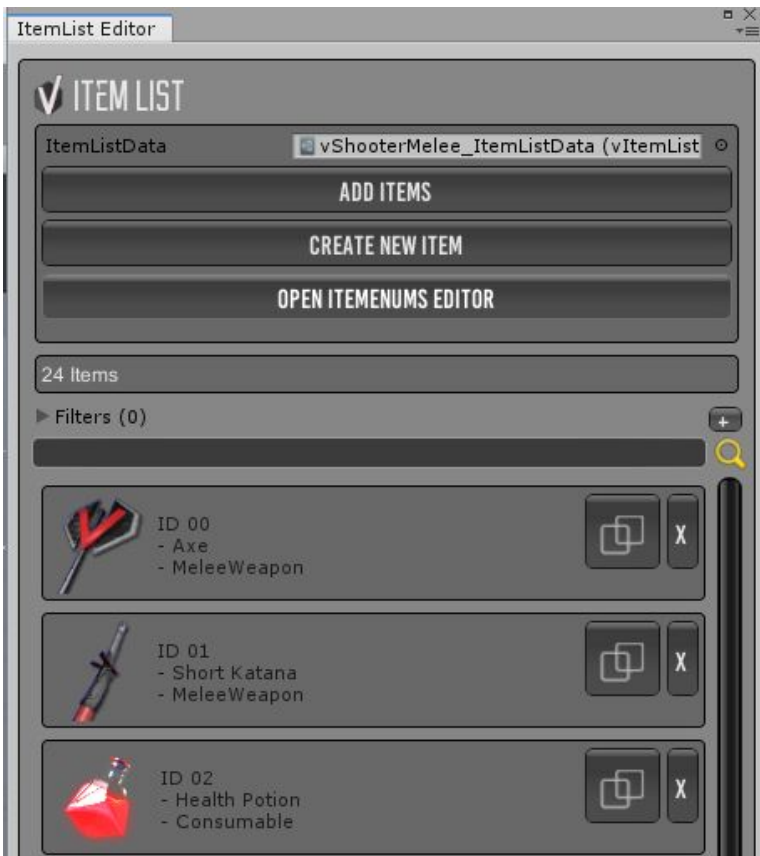 ItemList Editor
ITEM LIST
ItemListData vShooterMelee_ItemListData (vItemList
ADD ITEMS
CREATE NEW ITEM
OPEN ITEMENUMS EDITOR
24 Items
Filters (0)
+
ID 00
- Axe
- MeleeWeapon
X
ID 01
- Short Katana
- MeleeWeapon
X
ID 02
- Health Potion
- Consumable
X